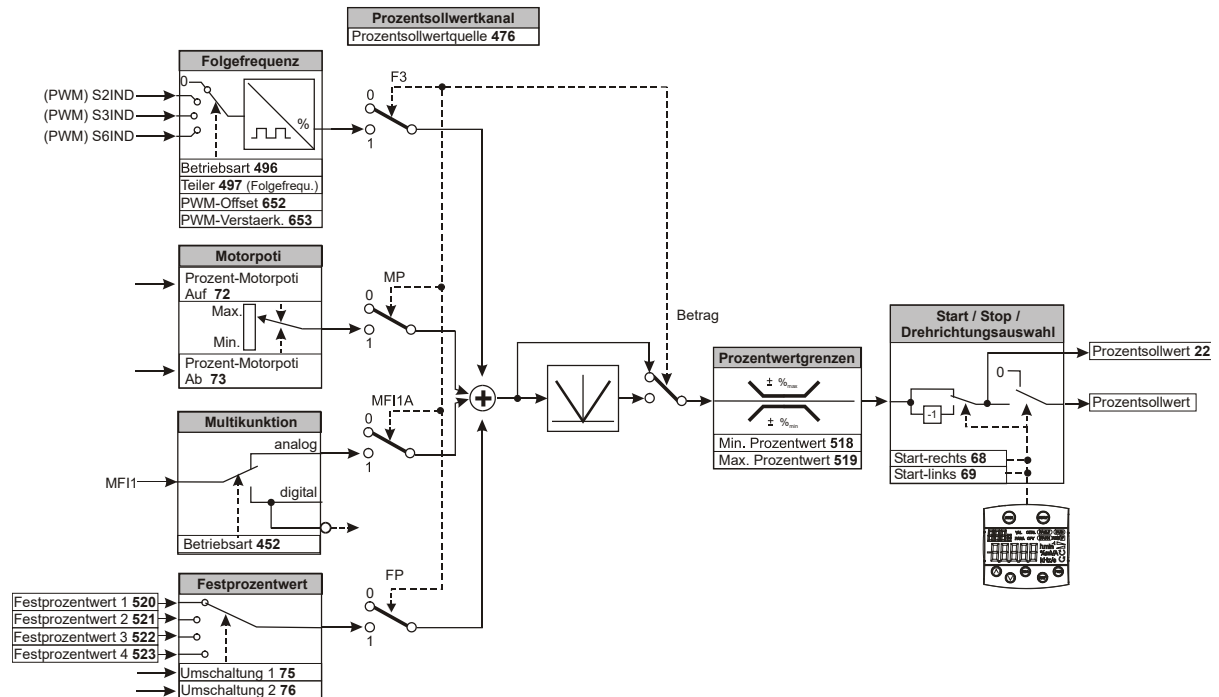 Prozentsollwertkanal
Prozentsollwertquelle 476
Folgefrequenz
0
(PWM) S2IND
(PWM) S3IND
(PWM) S6IND
%
Betriebsart 496
Teiler 497 (Folgefrequ.)
PWM-Offset 652
PWM-Verstaerk. 653
F3
0
1
Motorpoti
Prozent-Motorpoti
Auf 72
Max.
Min.
Prozent-Motorpoti
Ab 73
MP
0
1
Multikunktion
analog
MFI1
digital
Betriebsart 452
MFI1A
0
1
Festprozentwert
Festprozentwert 1 520
Festprozentwert 2 521
Festprozentwert 3 522
Festprozentwert 4 523
Umschaltung 1 75
Umschaltung 2 76
FP
0
1
+
Betrag
Prozentwertgrenzen
± %max
± %min
Min. Prozentwert 518
Max. Prozentwert 519
Start / Stop /
Drehrichtungsauswahl
0
-1
Start-rechts 68
Start-links 69
Prozentsollwert 22
Prozentsollwert